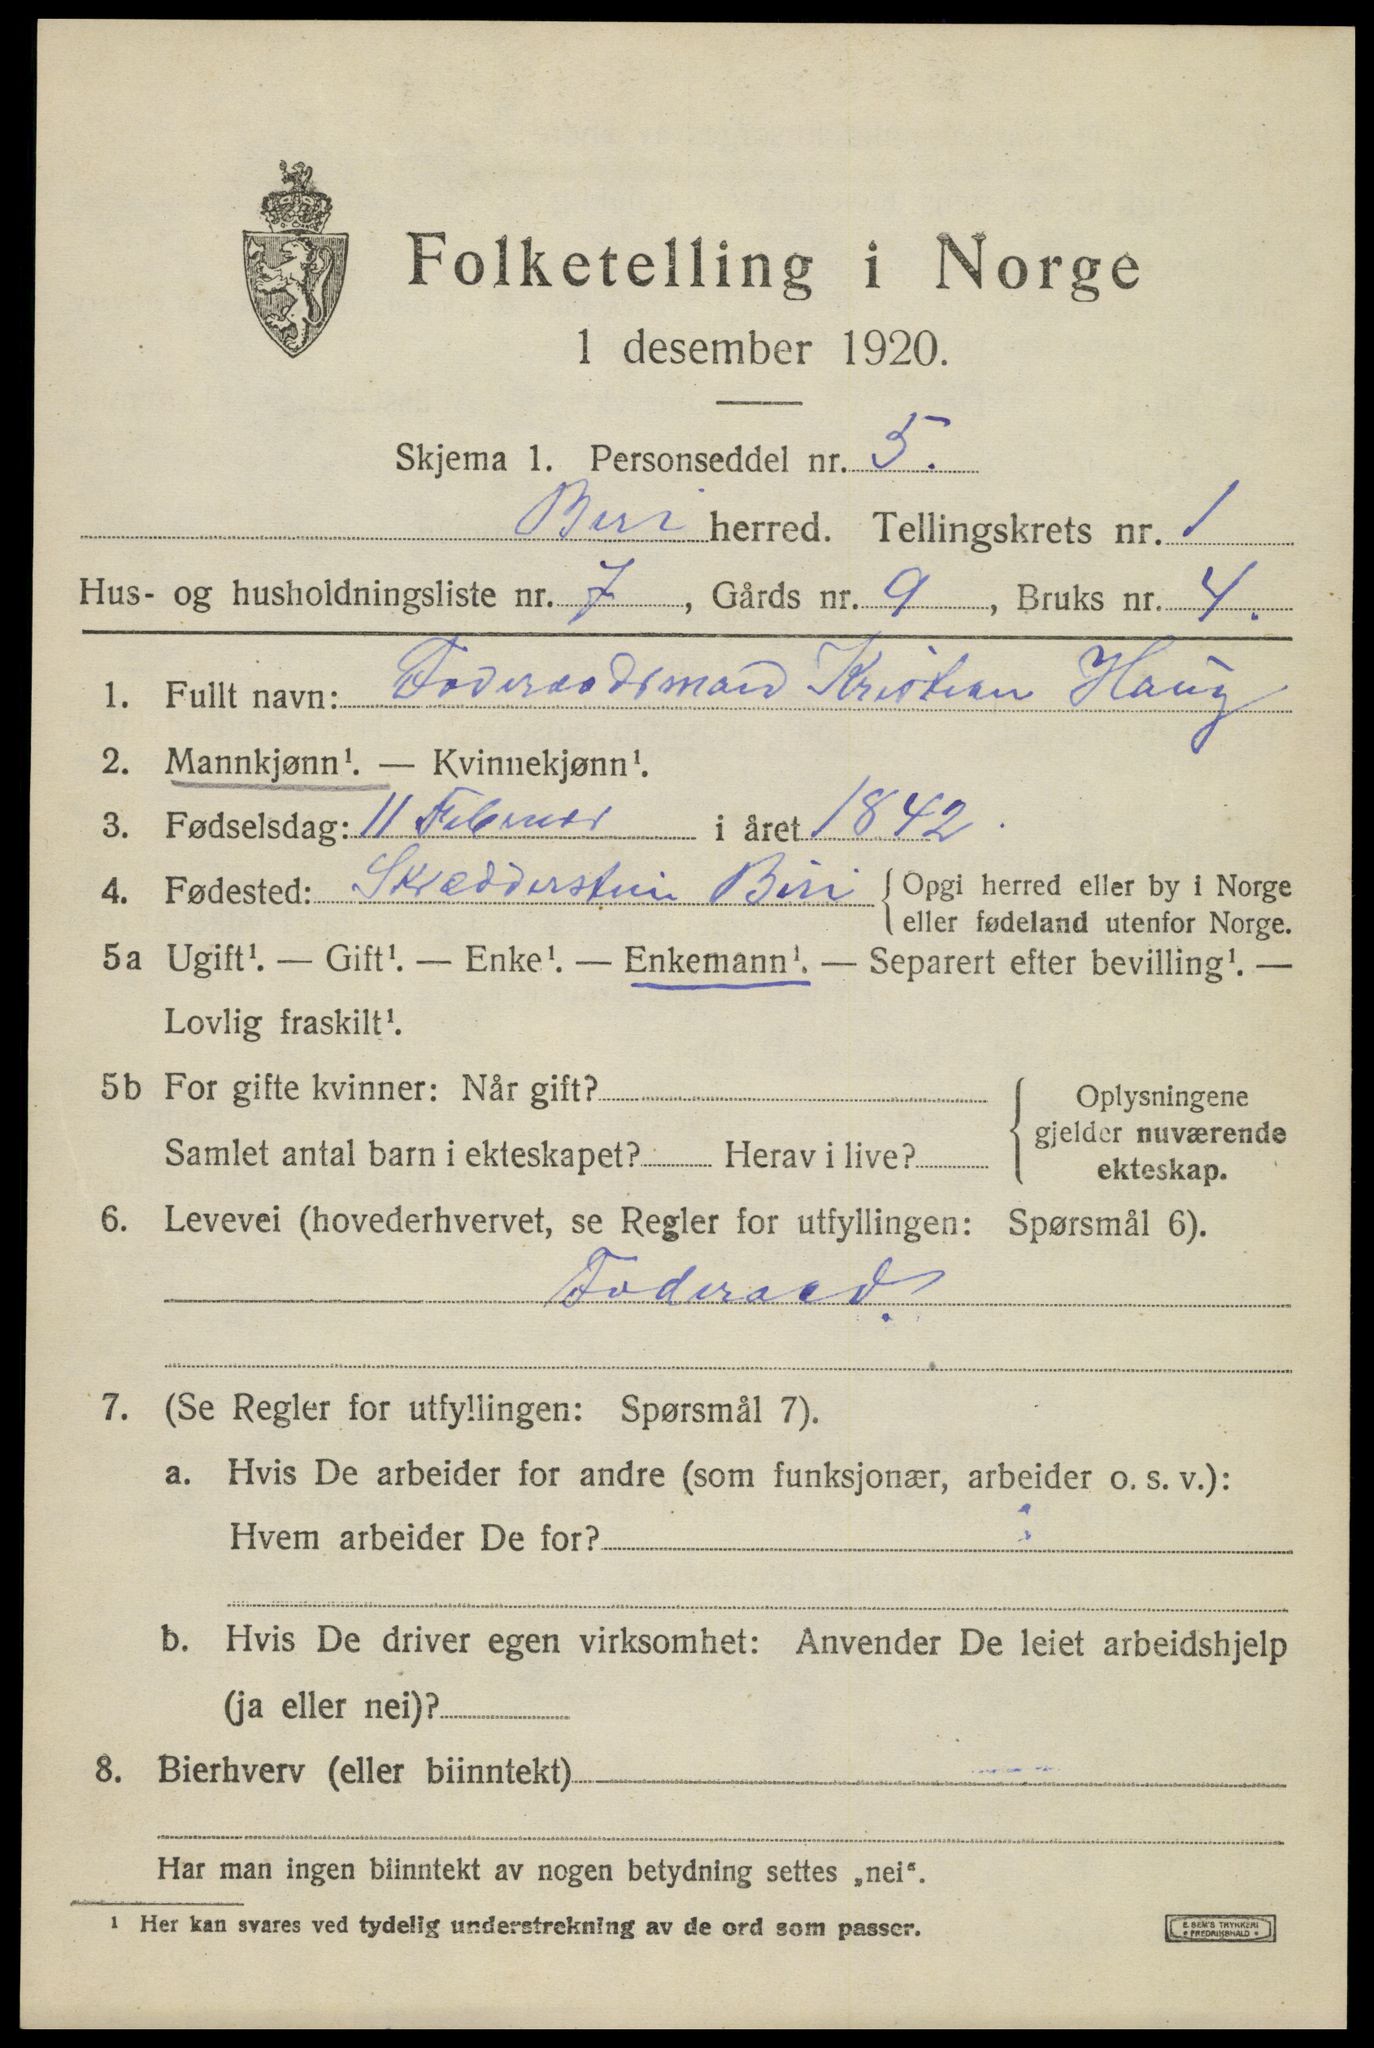 Folketelling i Norge
1 desember 1920.
Skjema 1. Personseddel nr. 5.
Biri herred. Tellingskrets nr. 1
Hus- og husholdningsliste nr. 7, Gårds nr. 9, Bruks nr. 4.
1. Fullt navn: Foderaadsmand Kristian Haug
2. Mannkjønn¹. — Kvinnekjønn¹.
3. Fødselsdag: 11 Februar i året 1842.
4. Fødested: Skrædderstuin Biri { Opgi herred eller by i Norge
eller fødeland utenfor Norge.
5a Ugift¹. — Gift¹. — Enke¹. — Enkemann¹. — Separert efter bevilling¹. —
Lovlig fraskilt¹.
5b For gifte kvinner: Når gift?
Samlet antal barn i ekteskapet? Herav i live?
{ Oplysningene
gjelder nuværende
ekteskap.
6. Levevei (hovederhvervet, se Regler for utfyllingen: Spørsmål 6).
Foderaad.
7. (Se Regler for utfyllingen: Spørsmål 7).
a. Hvis De arbeider for andre (som funksjonær, arbeider o. s. v.):
Hvem arbeider De for?
b. Hvis De driver egen virksomhet: Anvender De leiet arbeidshjelp
(ja eller nei)?
8. Bierhverv (eller biinntekt)
Har man ingen biinntekt av nogen betydning settes „nei“.
¹ Her kan svares ved tydelig understrekning av de ord som passer.
E. SEM'S TRYKKERI
* FREDRIKSHALD *